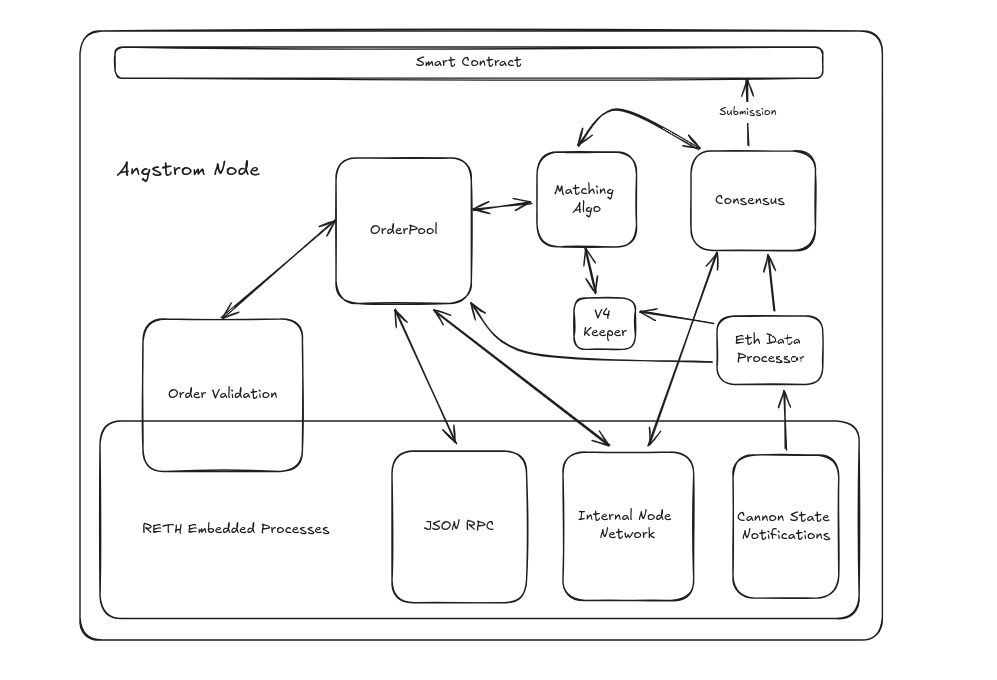 Smart Contract
Submission
Angstrom Node
Matching
Algo
Consensus
OrderPool
V4
Keeper
Eth Data
Processor
Order Validation
RETH Embedded Processes
JSON RPC
Internal Node
Network
Cannon State
Notifications